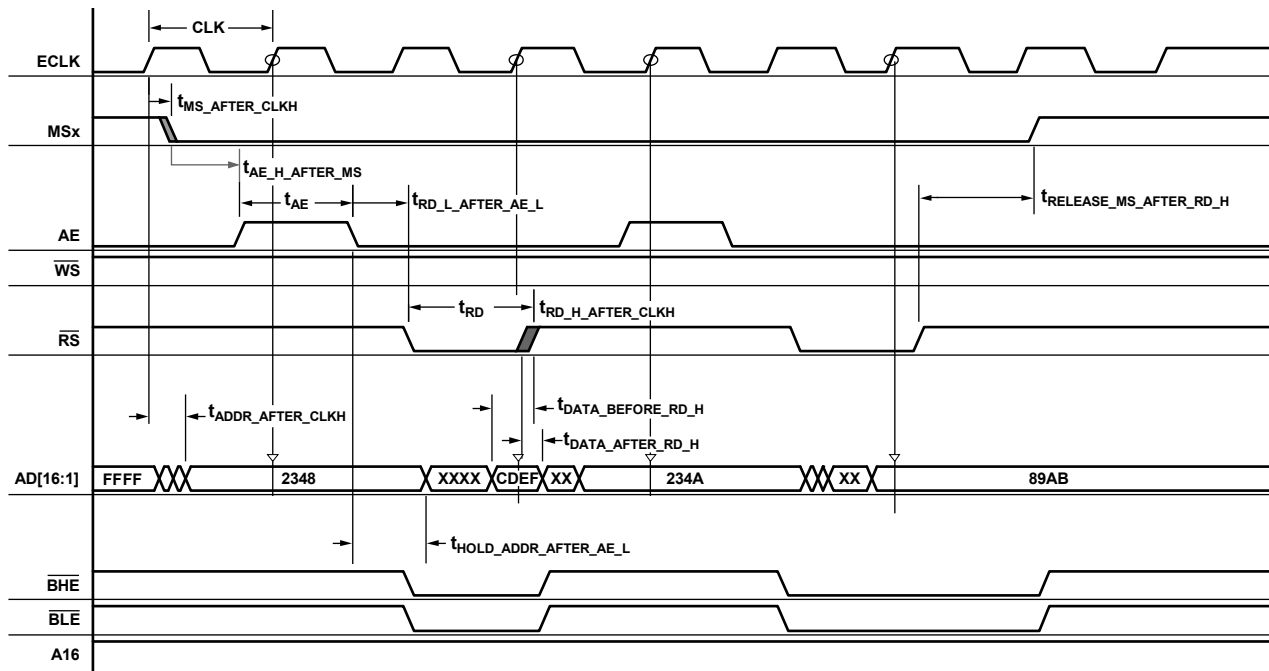 CLK
ECLK
tMS_AFTER_CLKH
MSx
tAE_H_AFTER_MS
tAE
tRD_L_AFTER_AE_L
tRELEASE_MS_AFTER_RD_H
AE
WS
tRD
tRD_H_AFTER_CLKH
RS
tADDR_AFTER_CLKH
tDATA_BEFORE_RD_H
tDATA_AFTER_RD_H
AD[16:1] FFFF 2348 XXXX CDEF XX 234A XX 89AB
tHOLD_ADDR_AFTER_AE_L
BHE
BLE
A16